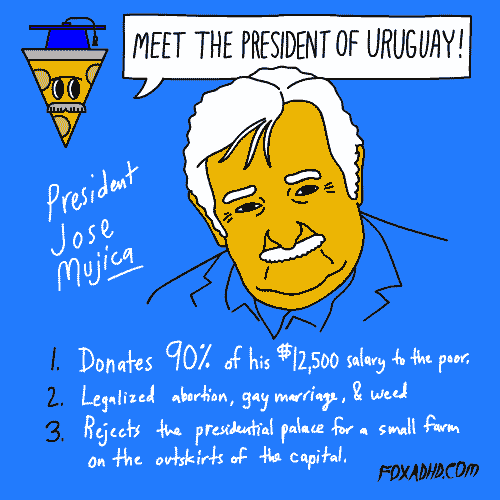 MEET THE PRESIDENT OF URUGUAY!
President
Jose
Mujica
1. Donates 90% of his $12,500 salary to the poor.
2. Legalized abortion, gay marriage, & weed
3. Rejects the presidential palace for a small farm
on the outskirts of the capital.
FOXADHD.COM